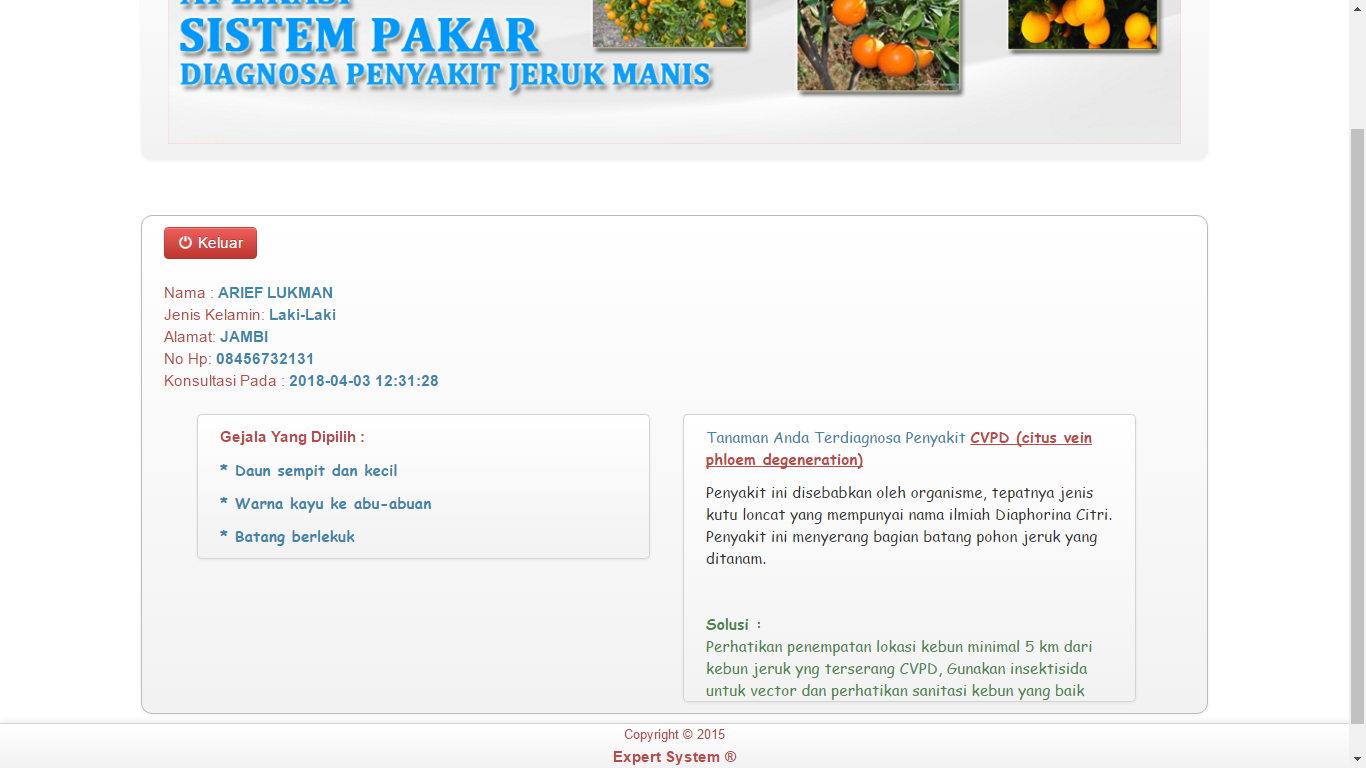 APLIKASI
SISTEM PAKAR
DIAGNOSA PENYAKIT JERUK MANIS
Keluar
Nama : ARIEF LUKMAN
Jenis Kelamin: Laki-Laki
Alamat: JAMBI
No Hp: 08456732131
Konsultasi Pada : 2018-04-03 12:31:28
Gejala Yang Dipilih :
* Daun sempit dan kecil
* Warna kayu ke abu-abuan
* Batang berlekuk
Tanaman Anda Terdiagnosa Penyakit CVPD (citus vein
phloem degeneration)
Penyakit ini disebabkan oleh organisme, tepatnya jenis
kutu loncat yang mempunyai nama ilmiah Diaphorina Citri.
Penyakit ini menyerang bagian batang pohon jeruk yang
ditanam.
Solusi :
Perhatikan penempatan lokasi kebun minimal 5 km dari
kebun jeruk yng terserang CVPD, Gunakan insektisida
untuk vector dan perhatikan sanitasi kebun yang baik
Copyright © 2015
Expert System ®